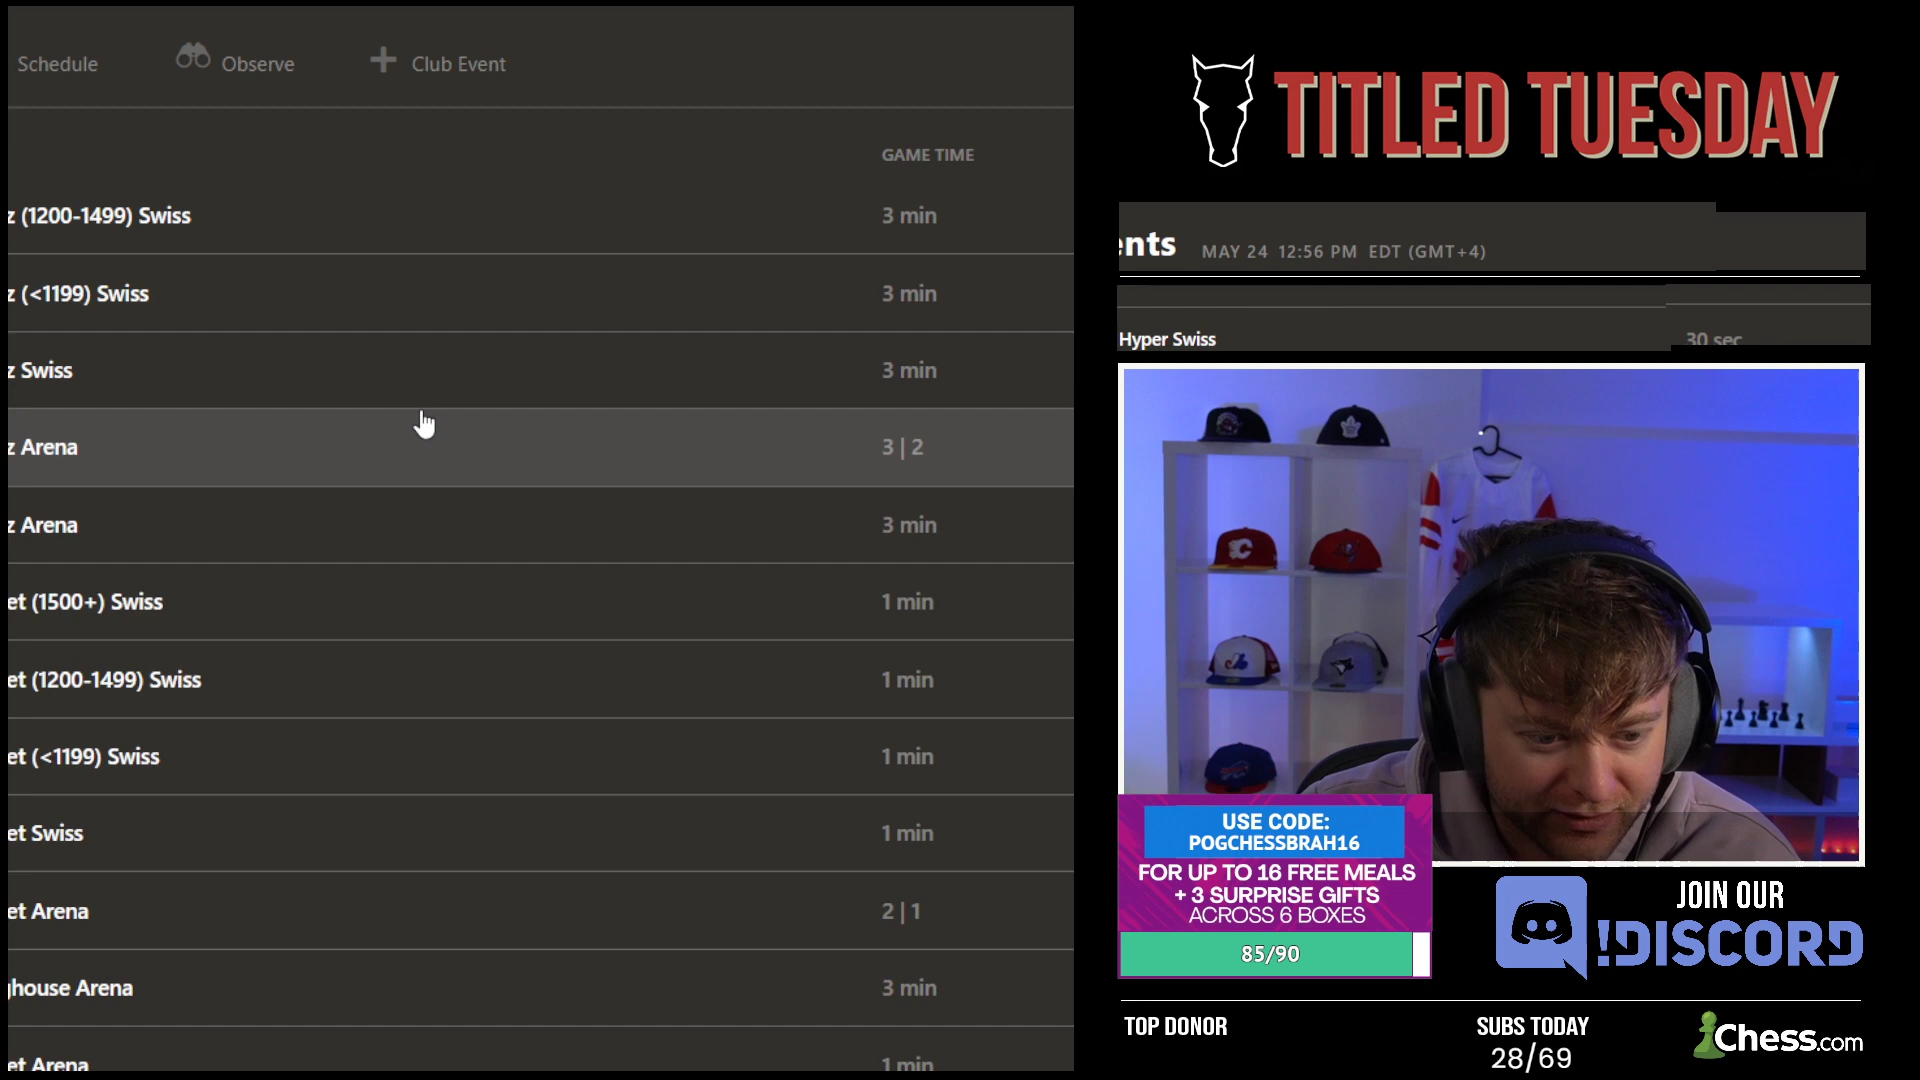 Schedule
Observe
Club Event
GAME TIME
z (1200-1499) Swiss
3 min
z (<1199) Swiss
3 min
z Swiss
3 min
z Arena
3 | 2
z Arena
3 min
et (1500+) Swiss
1 min
et (1200-1499) Swiss
1 min
et (<1199) Swiss
1 min
et Swiss
1 min
et Arena
2 | 1
ghouse Arena
3 min
et Arena
1 min
TITLED TUESDAY
ents
MAY 24 12:56 PM EDT (GMT+4)
Hyper Swiss
30 sec
USE CODE:
POGCHESSBRAH16
FOR UP TO 16 FREE MEALS
+ 3 SURPRISE GIFTS
ACROSS 6 BOXES
85/90
JOIN OUR
!DISCORD
TOP DONOR
SUBS TODAY
28/69
Chess.com